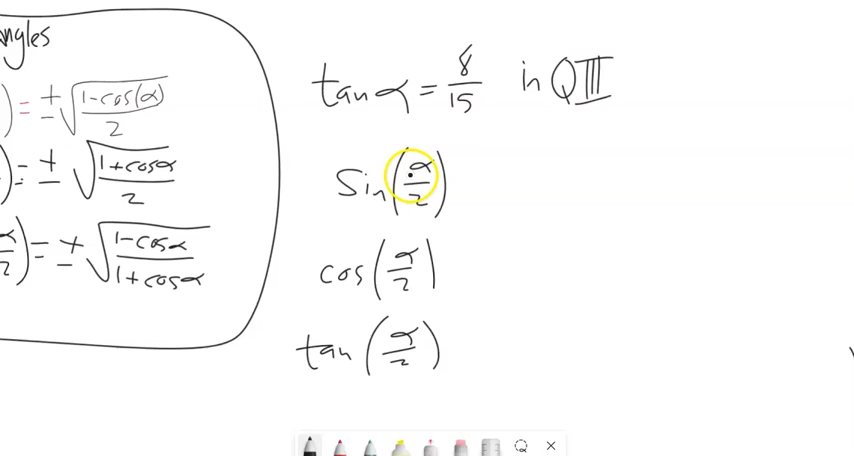 ngles
tan α = 8/15 in QIII
) = ± √((1-cos(α))/2)
) = ± √((1+cosα)/2)
α/2) = ± √((1-cosα)/(1+cosα))
sin(α/2)
cos(α/2)
tan(α/2)